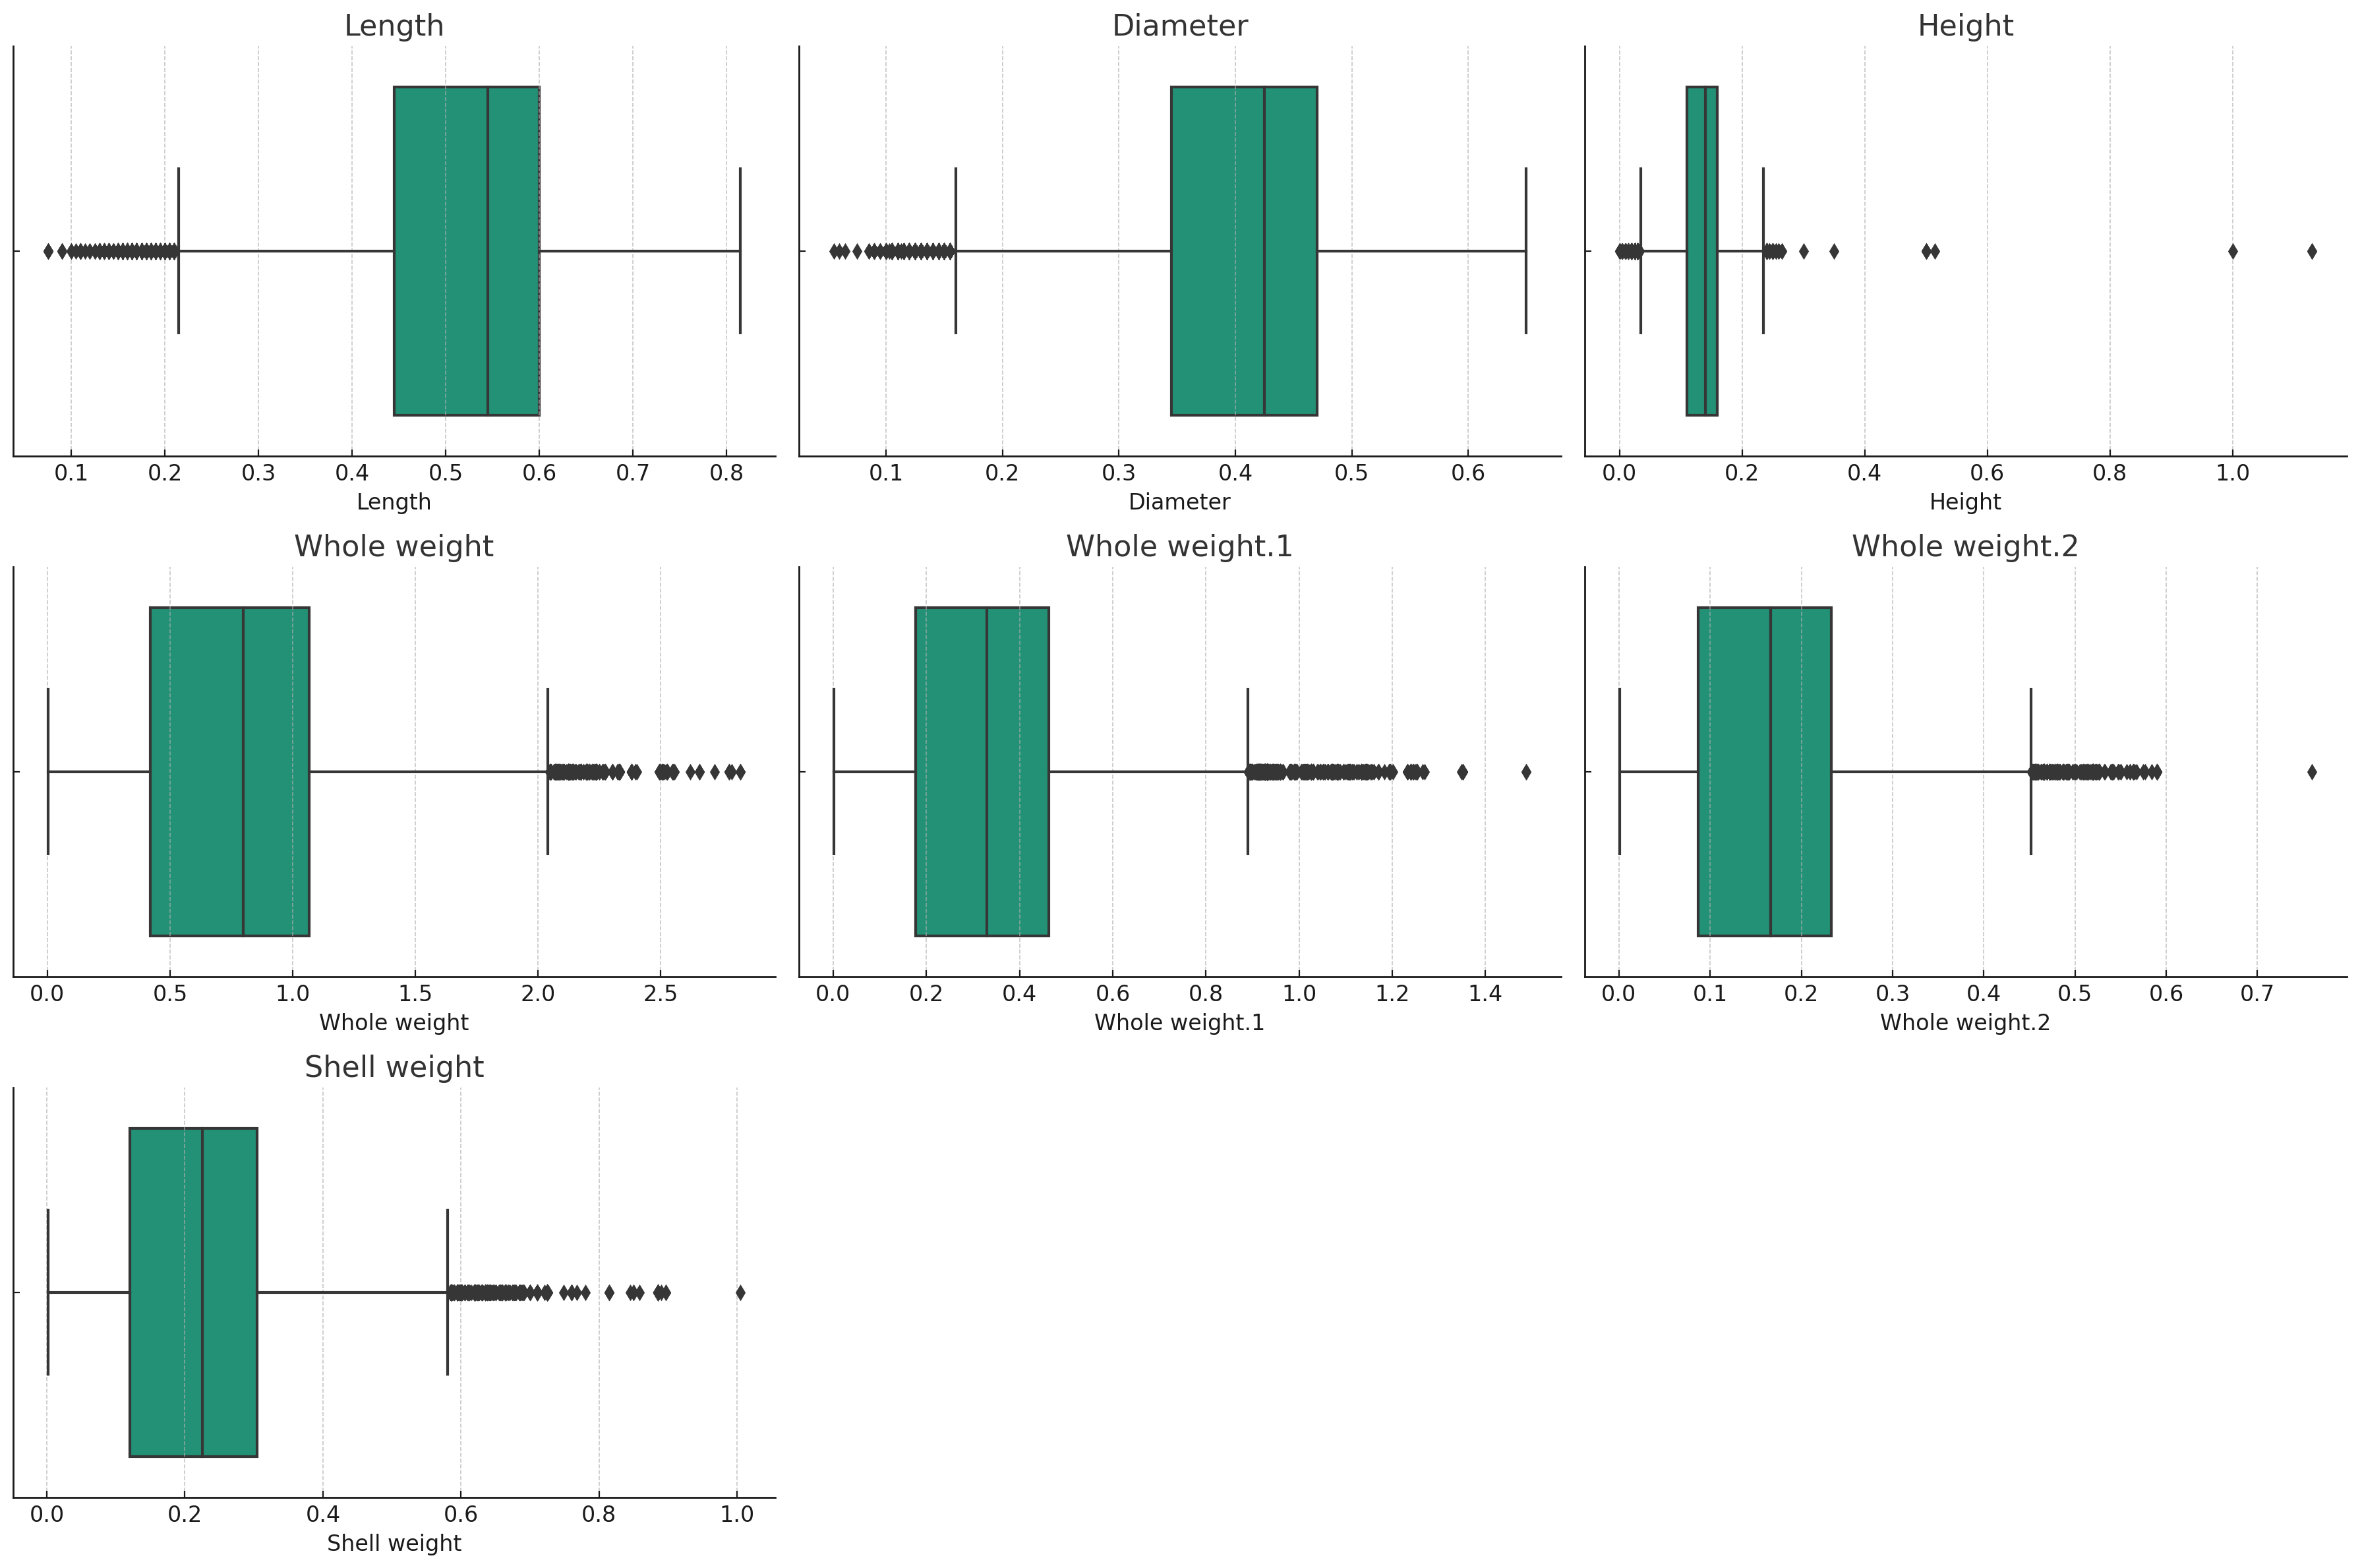 Length
Diameter
Height
0.1 0.2 0.3 0.4 0.5 0.6 0.7 0.8
0.1 0.2 0.3 0.4 0.5 0.6
0.0 0.2 0.4 0.6 0.8 1.0
Length
Diameter
Height
Whole weight
Whole weight.1
Whole weight.2
0.0 0.5 1.0 1.5 2.0 2.5
0.0 0.2 0.4 0.6 0.8 1.0 1.2 1.4
0.0 0.1 0.2 0.3 0.4 0.5 0.6 0.7
Whole weight
Whole weight.1
Whole weight.2
Shell weight
0.0 0.2 0.4 0.6 0.8 1.0
Shell weight